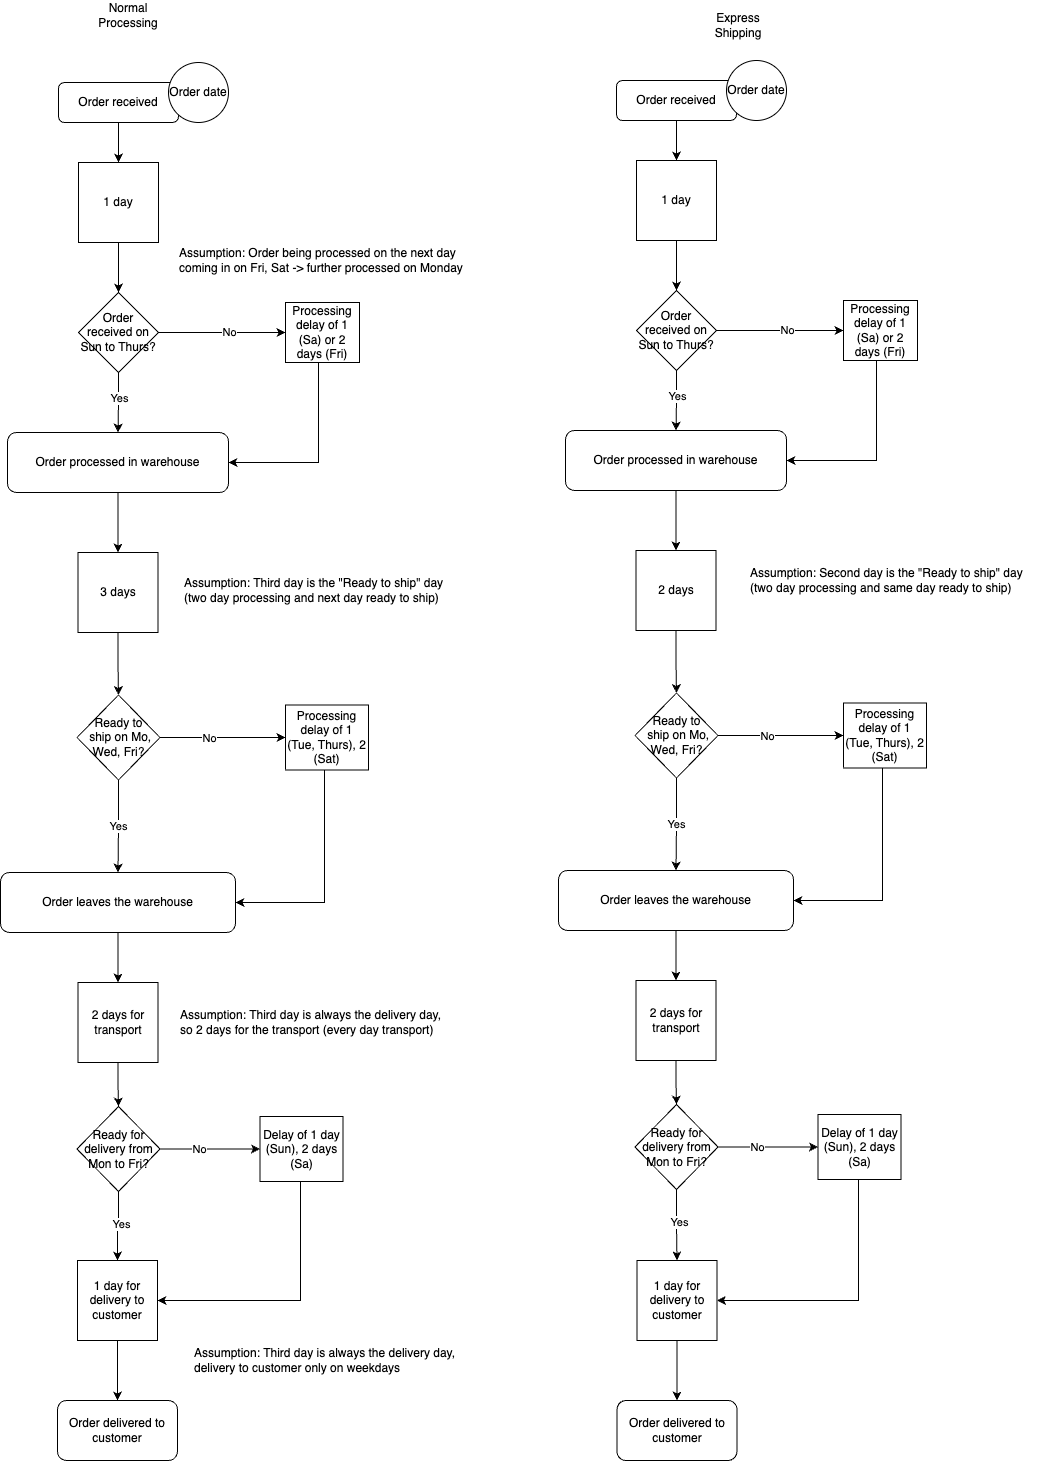 Normal
Processing
Order received
Order date
1 day
Assumption: Order being processed on the next day
coming in on Fri, Sat -> further processed on Monday
Order
received on
Sun to Thurs?
No
Processing
delay of 1
(Sa) or 2
days (Fri)
Yes
Order processed in warehouse
3 days
Assumption: Third day is the "Ready to ship" day
(two day processing and next day ready to ship)
Ready to
ship on Mo,
Wed, Fri?
No
Processing
delay of 1
(Tue, Thurs), 2
(Sat)
Yes
Order leaves the warehouse
2 days for
transport
Assumption: Third day is always the delivery day,
so 2 days for the transport (every day transport)
Ready for
delivery from
Mon to Fri?
No
Delay of 1 day
(Sun), 2 days
(Sa)
Yes
1 day for
delivery to
customer
Assumption: Third day is always the delivery day,
delivery to customer only on weekdays
Order delivered to
customer
Express
Shipping
Order received
Order date
1 day
Order
received on
Sun to Thurs?
No
Processing
delay of 1
(Sa) or 2
days (Fri)
Yes
Order processed in warehouse
2 days
Assumption: Second day is the "Ready to ship" day
(two day processing and same day ready to ship)
Ready to
ship on Mo,
Wed, Fri?
No
Processing
delay of 1
(Tue, Thurs), 2
(Sat)
Yes
Order leaves the warehouse
2 days for
transport
Ready for
delivery from
Mon to Fri?
No
Delay of 1 day
(Sun), 2 days
(Sa)
Yes
1 day for
delivery to
customer
Order delivered to
customer